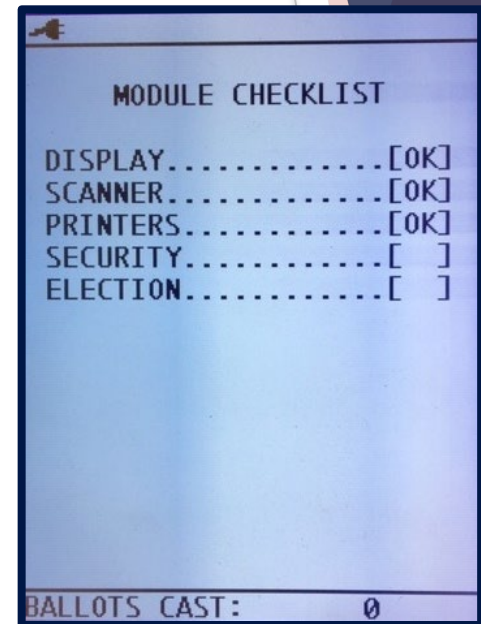 MODULE CHECKLIST
DISPLAY.............[OK]
SCANNER.............[OK]
PRINTERS............[OK]
SECURITY............[ ]
ELECTION............[ ]
BALLOTS CAST: 0